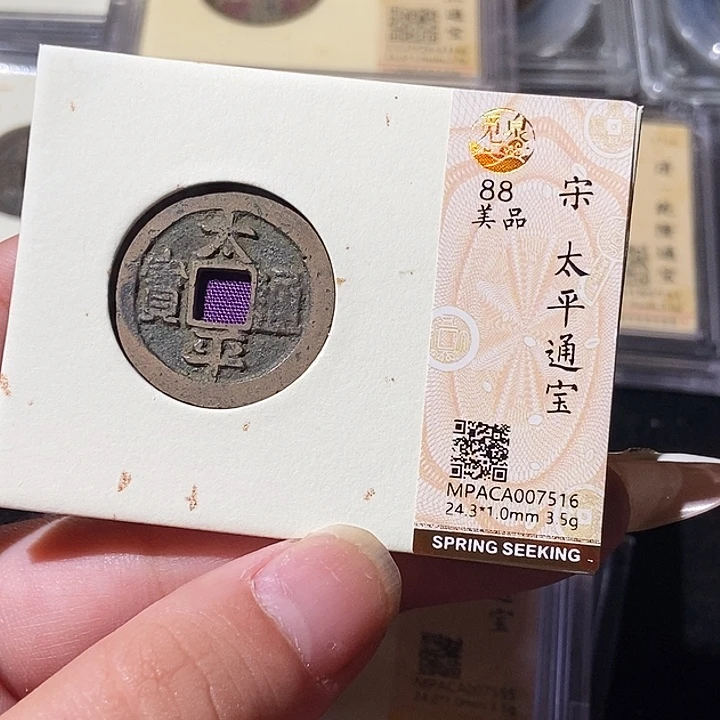 太
平
通
寶
觅泉
88
美品
宋 太平通宝
MPACA007516
24.3*1.0mm 3.5g
SPRING SEEKING